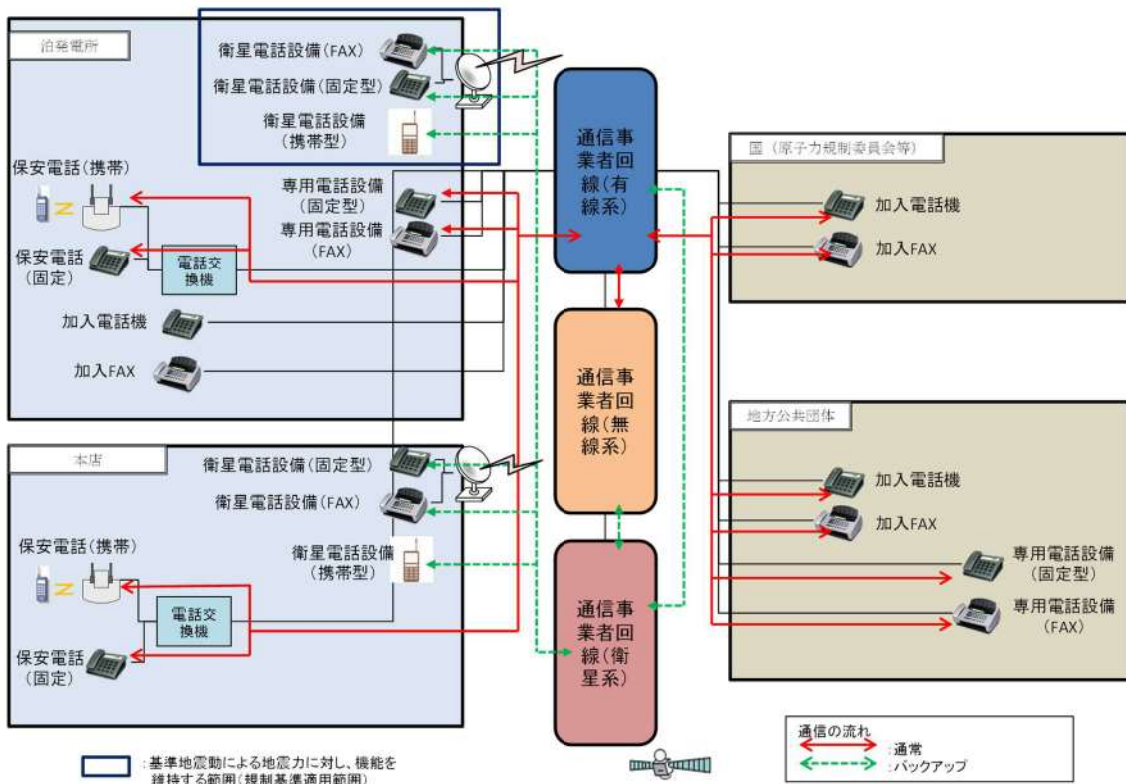 泊発電所
衛星電話設備(FAX)
衛星電話設備(固定型)
衛星電話設備
(携帯型)
保安電話(携帯)
専用電話設備
(固定型)
専用電話設備
(FAX)
保安電話
(固定)
電話交
換機
加入電話機
加入FAX
本店
衛星電話設備(固定型)
衛星電話設備(FAX)
衛星電話設備
(携帯型)
保安電話(携帯)
電話交
換機
保安電話
(固定)
通信事
業者回
線(有
線系)
通信事
業者回
線(無
線系)
通信事
業者回
線(衛
星系)
国(原子力規制委員会等)
加入電話機
加入FAX
地方公共団体
加入電話機
加入FAX
専用電話設備
(固定型)
専用電話設備
(FAX)
:基準地震動による地震力に対し、機能を
維持する範囲(規制基準適用範囲)
通信の流れ
:通常
:バックアップ